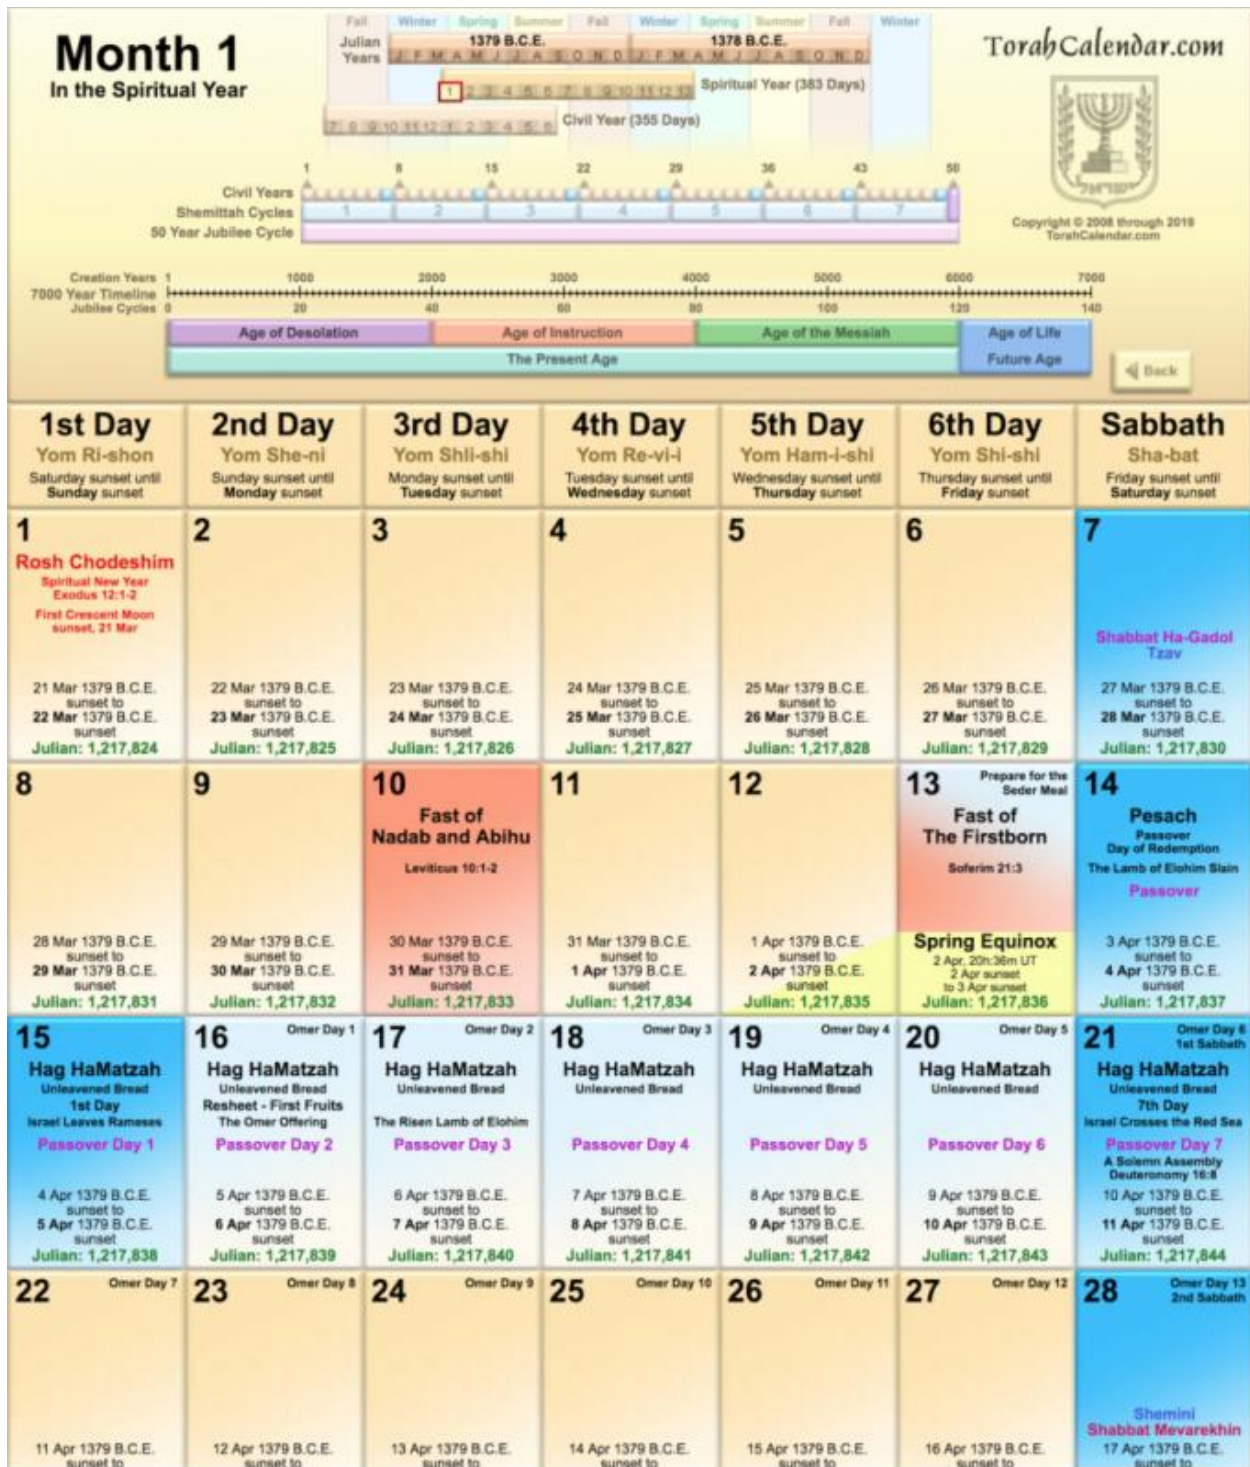 Fall Winter Spring Summer Fall Winter Spring Summer Fall Winter
Month 1
In the Spiritual Year
Julian Years
1379 B.C.E. 1378 B.C.E.
J F M A M J J A S O N D J F M A M J J A S O N D
1 2 3 4 5 6 7 8 9 10 11 12 13 Spiritual Year (383 Days)
7 8 9 10 11 12 1 2 3 4 5 6 Civil Year (355 Days)
TorahCalendar.com
ישראל
Copyright © 2008 through 2019
TorahCalendar.com
1 8 15 22 29 36 43 50
Civil Years
Shemittah Cycles 1 2 3 4 5 6 7
50 Year Jubilee Cycle
Creation Years 1 1000 2000 3000 4000 5000 6000 7000
7000 Year Timeline
Jubilee Cycles 0 20 40 60 80 100 120 140
Age of Desolation Age of Instruction Age of the Messiah Age of Life
The Present Age Future Age
Back
1st Day
Yom Ri-shon
Saturday sunset until
Sunday sunset
2nd Day
Yom She-ni
Sunday sunset until
Monday sunset
3rd Day
Yom Shli-shi
Monday sunset until
Tuesday sunset
4th Day
Yom Re-vi-i
Tuesday sunset until
Wednesday sunset
5th Day
Yom Ham-i-shi
Wednesday sunset until
Thursday sunset
6th Day
Yom Shi-shi
Thursday sunset until
Friday sunset
Sabbath
Sha-bat
Friday sunset until
Saturday sunset
1
Rosh Chodeshim
Spiritual New Year
Exodus 12:1-2
First Crescent Moon
sunset, 21 Mar
21 Mar 1379 B.C.E.
sunset to
22 Mar 1379 B.C.E.
sunset
Julian: 1,217,824
2
22 Mar 1379 B.C.E.
sunset to
23 Mar 1379 B.C.E.
sunset
Julian: 1,217,825
3
23 Mar 1379 B.C.E.
sunset to
24 Mar 1379 B.C.E.
sunset
Julian: 1,217,826
4
24 Mar 1379 B.C.E.
sunset to
25 Mar 1379 B.C.E.
sunset
Julian: 1,217,827
5
25 Mar 1379 B.C.E.
sunset to
26 Mar 1379 B.C.E.
sunset
Julian: 1,217,828
6
26 Mar 1379 B.C.E.
sunset to
27 Mar 1379 B.C.E.
sunset
Julian: 1,217,829
7
Shabbat Ha-Gadol
Tzav
27 Mar 1379 B.C.E.
sunset to
28 Mar 1379 B.C.E.
sunset
Julian: 1,217,830
8
28 Mar 1379 B.C.E.
sunset to
29 Mar 1379 B.C.E.
sunset
Julian: 1,217,831
9
29 Mar 1379 B.C.E.
sunset to
30 Mar 1379 B.C.E.
sunset
Julian: 1,217,832
10
Fast of
Nadab and Abihu
Leviticus 10:1-2
30 Mar 1379 B.C.E.
sunset to
31 Mar 1379 B.C.E.
sunset
Julian: 1,217,833
11
31 Mar 1379 B.C.E.
sunset to
1 Apr 1379 B.C.E.
sunset
Julian: 1,217,834
12
1 Apr 1379 B.C.E.
sunset to
2 Apr 1379 B.C.E.
sunset
Julian: 1,217,835
13
Prepare for the
Seder Meal
Fast of
The Firstborn
Soferim 21:3
Spring Equinox
2 Apr, 20h:36m UT
2 Apr sunset
to 3 Apr sunset
Julian: 1,217,836
14
Pesach
Passover
Day of Redemption
The Lamb of Elohim Slain
Passover
3 Apr 1379 B.C.E.
sunset to
4 Apr 1379 B.C.E.
sunset
Julian: 1,217,837
15
Hag HaMatzah
Unleavened Bread
1st Day
Israel Leaves Rameses
Passover Day 1
4 Apr 1379 B.C.E.
sunset to
5 Apr 1379 B.C.E.
sunset
Julian: 1,217,838
16
Omer Day 1
Hag HaMatzah
Unleavened Bread
Resheet - First Fruits
The Omer Offering
Passover Day 2
5 Apr 1379 B.C.E.
sunset to
6 Apr 1379 B.C.E.
sunset
Julian: 1,217,839
17
Omer Day 2
Hag HaMatzah
Unleavened Bread
The Risen Lamb of Elohim
Passover Day 3
6 Apr 1379 B.C.E.
sunset to
7 Apr 1379 B.C.E.
sunset
Julian: 1,217,840
18
Omer Day 3
Hag HaMatzah
Unleavened Bread
Passover Day 4
7 Apr 1379 B.C.E.
sunset to
8 Apr 1379 B.C.E.
sunset
Julian: 1,217,841
19
Omer Day 4
Hag HaMatzah
Unleavened Bread
Passover Day 5
8 Apr 1379 B.C.E.
sunset to
9 Apr 1379 B.C.E.
sunset
Julian: 1,217,842
20
Omer Day 5
Hag HaMatzah
Unleavened Bread
Passover Day 6
9 Apr 1379 B.C.E.
sunset to
10 Apr 1379 B.C.E.
sunset
Julian: 1,217,843
21
Omer Day 6
1st Sabbath
Hag HaMatzah
Unleavened Bread
7th Day
Israel Crosses the Red Sea
Passover Day 7
A Solemn Assembly
Deuteronomy 16:8
10 Apr 1379 B.C.E.
sunset to
11 Apr 1379 B.C.E.
sunset
Julian: 1,217,844
22
Omer Day 7
11 Apr 1379 B.C.E.
sunset to
23
Omer Day 8
12 Apr 1379 B.C.E.
sunset to
24
Omer Day 9
13 Apr 1379 B.C.E.
sunset to
25
Omer Day 10
14 Apr 1379 B.C.E.
sunset to
26
Omer Day 11
15 Apr 1379 B.C.E.
sunset to
27
Omer Day 12
16 Apr 1379 B.C.E.
sunset to
28
Omer Day 13
2nd Sabbath
Shemini
Shabbat Mevarekhin
17 Apr 1379 B.C.E.
sunset to